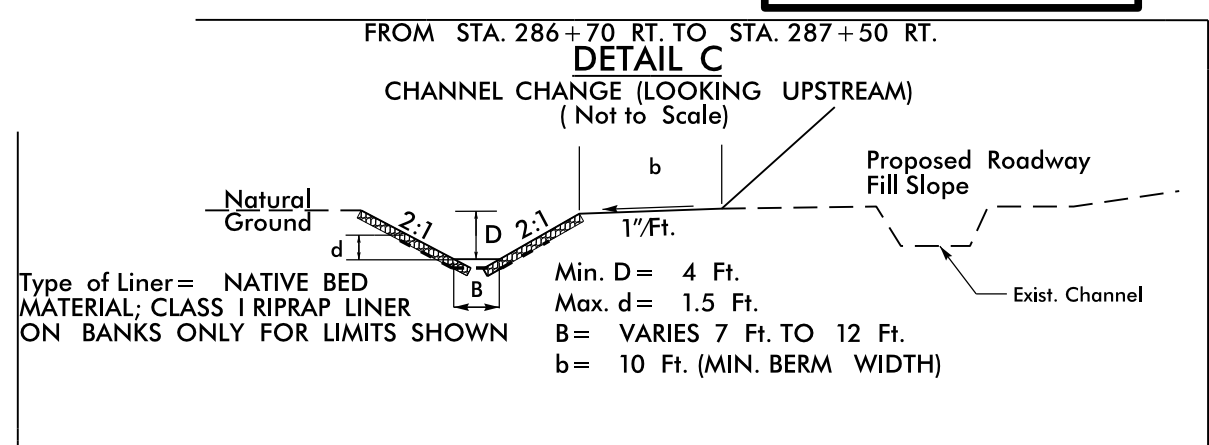 FROM STA. 286+70 RT. TO STA. 287+50 RT.
DETAIL C
CHANNEL CHANGE (LOOKING UPSTREAM)
( Not to Scale)
b
Proposed Roadway
Fill Slope
Natural
Ground
2:1
D
2:1
1"/Ft.
d
B
Exist. Channel
Type of Liner= NATIVE BED
MATERIAL; CLASS I RIPRAP LINER
ON BANKS ONLY FOR LIMITS SHOWN
Min. D= 4 Ft.
Max. d= 1.5 Ft.
B= VARIES 7 Ft. TO 12 Ft.
b= 10 Ft. (MIN. BERM WIDTH)